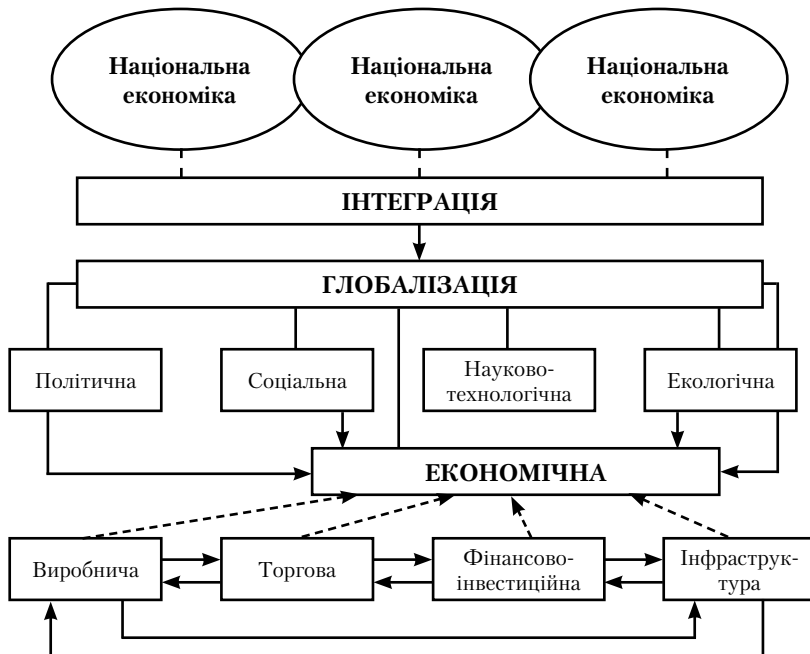 Національна
економіка
Національна
економіка
Національна
економіка
ІНТЕГРАЦІЯ
ГЛОБАЛІЗАЦІЯ
Політична
Соціальна
Науково-
технологічна
Екологічна
ЕКОНОМІЧНА
Виробнича
Торгова
Фінансово-
інвестиційна
Інфраструк-
тура